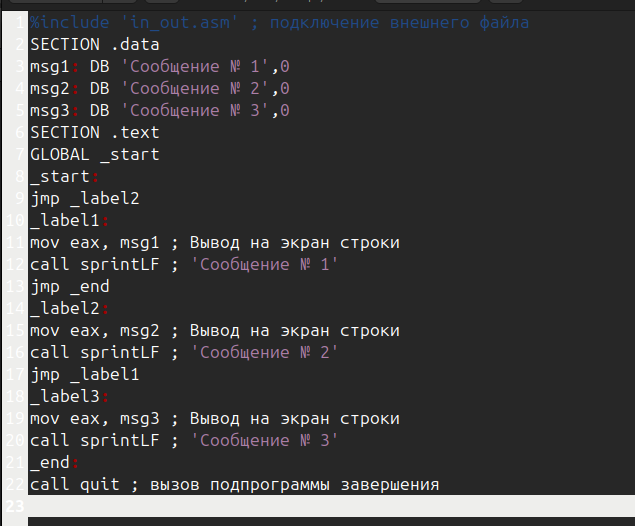 1 %include 'in_out.asm' ; подключение внешнего файла
2 SECTION .data
3 msg1: DB 'Сообщение № 1',0
4 msg2: DB 'Сообщение № 2',0
5 msg3: DB 'Сообщение № 3',0
6 SECTION .text
7 GLOBAL _start
8 _start:
9 jmp _label2
10 _label1:
11 mov eax, msg1 ; Вывод на экран строки
12 call sprintLF ; 'Сообщение № 1'
13 jmp _end
14 _label2:
15 mov eax, msg2 ; Вывод на экран строки
16 call sprintLF ; 'Сообщение № 2'
17 jmp _label1
18 _label3:
19 mov eax, msg3 ; Вывод на экран строки
20 call sprintLF ; 'Сообщение № 3'
21 _end:
22 call quit ; вызов подпрограммы завершения
23